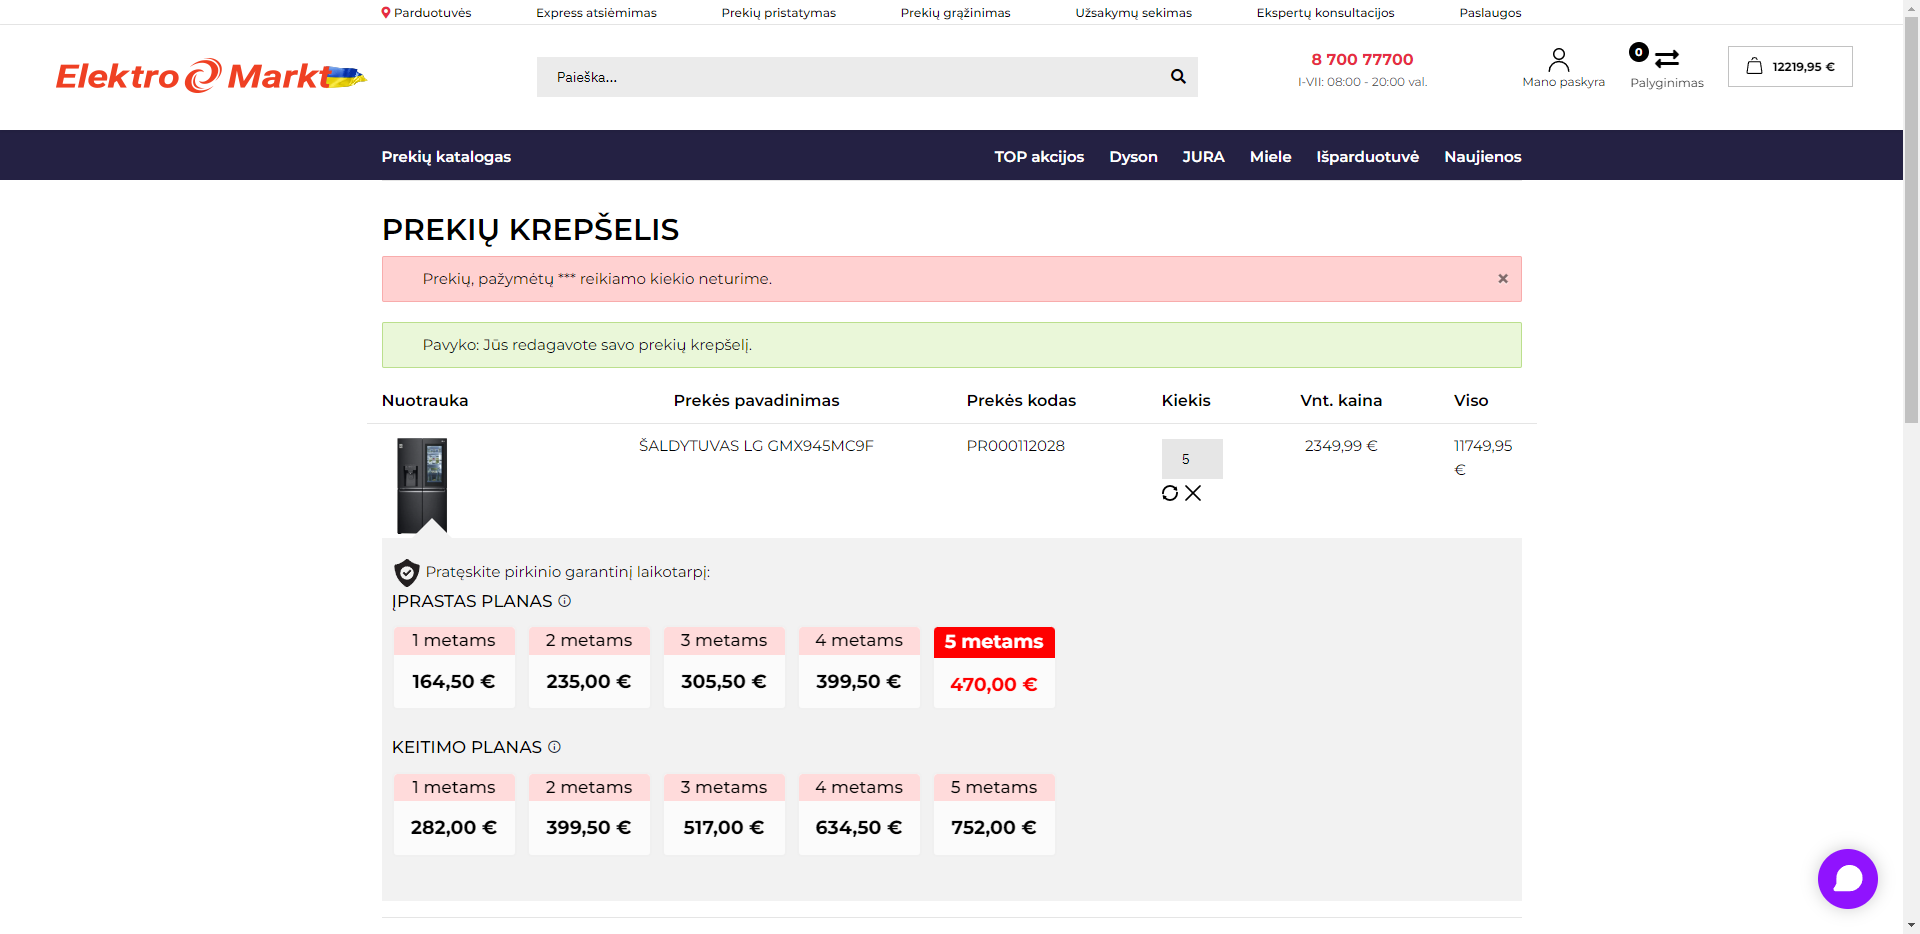 Parduotuvės Express atsiėmimas Prekių pristatymas Prekių grąžinimas Užsakymų sekimas Ekspertų konsultacijos Paslaugos
Elektro Markt
Paieška...
8 700 77700
I-VII: 08:00 - 20:00 val.
Mano paskyra
0
Palyginimas
12219,95 €
Prekių katalogas TOP akcijos Dyson JURA Miele Išparduotuvė Naujienos
PREKIŲ KREPŠELIS
Prekių, pažymėtų *** reikiamo kiekio neturime.
×
Pavyko: Jūs redagavote savo prekių krepšelį.
Nuotrauka Prekės pavadinimas Prekės kodas Kiekis Vnt. kaina Viso
ŠALDYTUVAS LG GMX945MC9F PR000112028 5 2349,99 € 11749,95
€
Pratęskite pirkinio garantinį laikotarpį:
ĮPRASTAS PLANAS
1 metams 2 metams 3 metams 4 metams 5 metams
164,50 € 235,00 € 305,50 € 399,50 € 470,00 €
KEITIMO PLANAS
1 metams 2 metams 3 metams 4 metams 5 metams
282,00 € 399,50 € 517,00 € 634,50 € 752,00 €